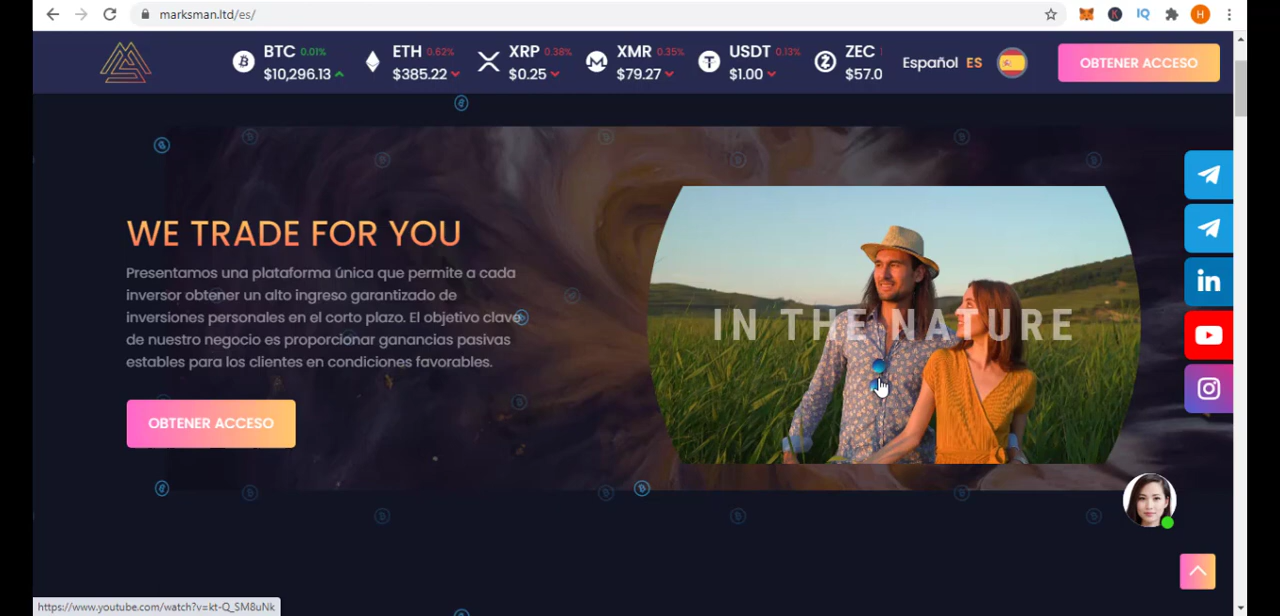 marksman.ltd/es/
BTC 0.01%
$10,296.13
ETH 0.62%
$385.22
XRP 0.38%
$0.25
XMR 0.35%
$79.27
USDT 0.13%
$1.00
ZEC
$57.0
Español ES
OBTENER ACCESO
WE TRADE FOR YOU
Presentamos una plataforma única que permite a cada
inversor obtener un alto ingreso garantizado de
inversiones personales en el corto plazo. El objetivo clave
de nuestro negocio es proporcionar ganancias pasivas
estables para los clientes en condiciones favorables.
OBTENER ACCESO
IN THE NATURE
https://www.youtube.com/watch?v=kt-Q_SM8uNk